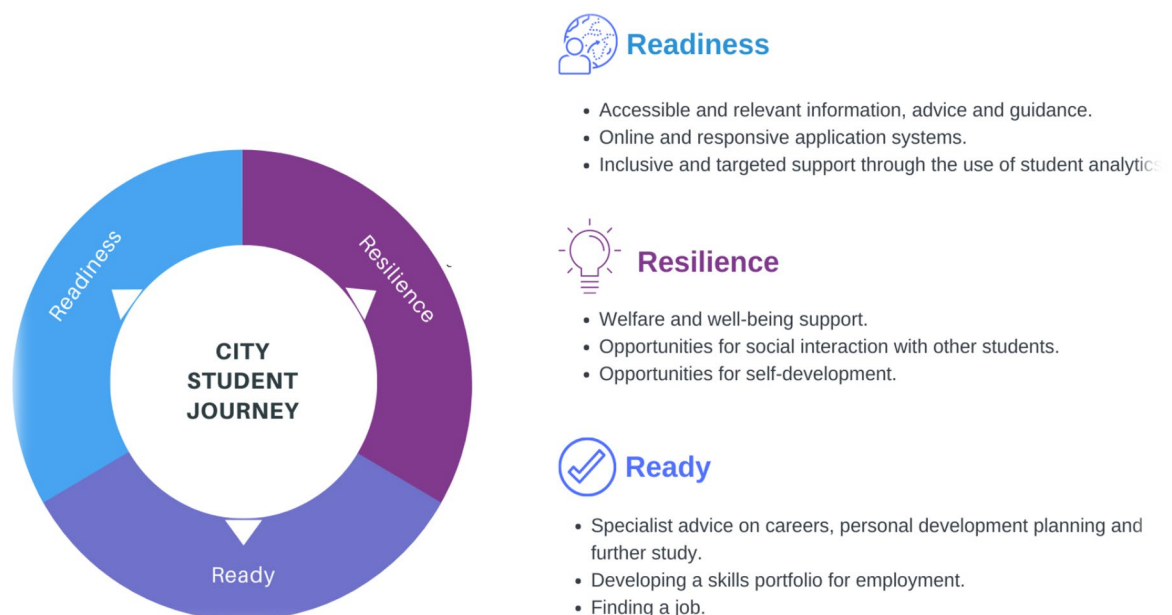 Readiness
Resilience
CITY
STUDENT
JOURNEY
Ready
Readiness
• Accessible and relevant information, advice and guidance.
• Online and responsive application systems.
• Inclusive and targeted support through the use of student analytics
Resilience
• Welfare and well-being support.
• Opportunities for social interaction with other students.
• Opportunities for self-development.
Ready
• Specialist advice on careers, personal development planning and
further study.
• Developing a skills portfolio for employment.
• Finding a job.